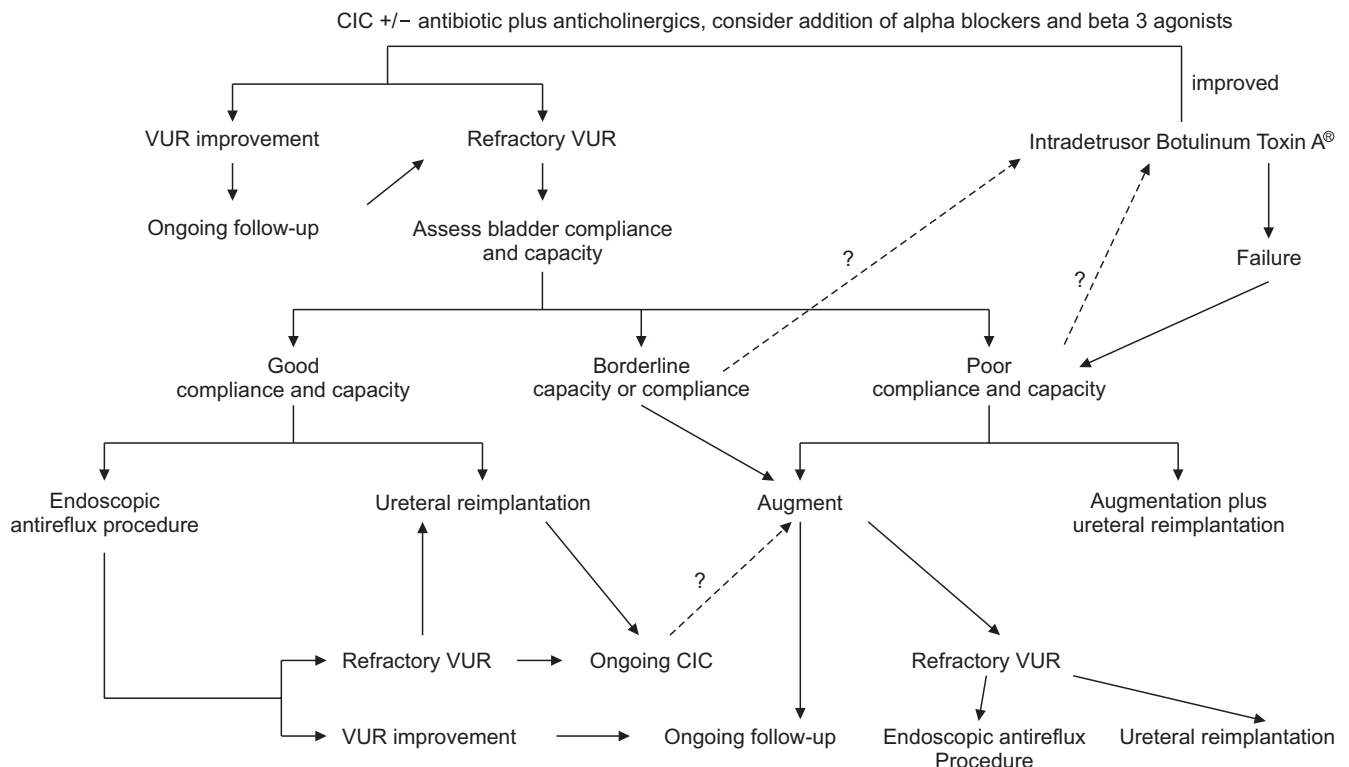 CIC +/− antibiotic plus anticholinergics, consider addition of alpha blockers and beta 3 agonists
improved
VUR improvement
Refractory VUR
Intradetrusor Botulinum Toxin A®
Ongoing follow-up
Assess bladder compliance
and capacity
?
Failure
?
Good
compliance and capacity
Borderline
capacity or compliance
Poor
compliance and capacity
Endoscopic
antireflux procedure
Ureteral reimplantation
Augment
Augmentation plus
ureteral reimplantation
?
Refractory VUR
Ongoing CIC
Refractory VUR
VUR improvement
Ongoing follow-up
Endoscopic antireflux
Procedure
Ureteral reimplantation